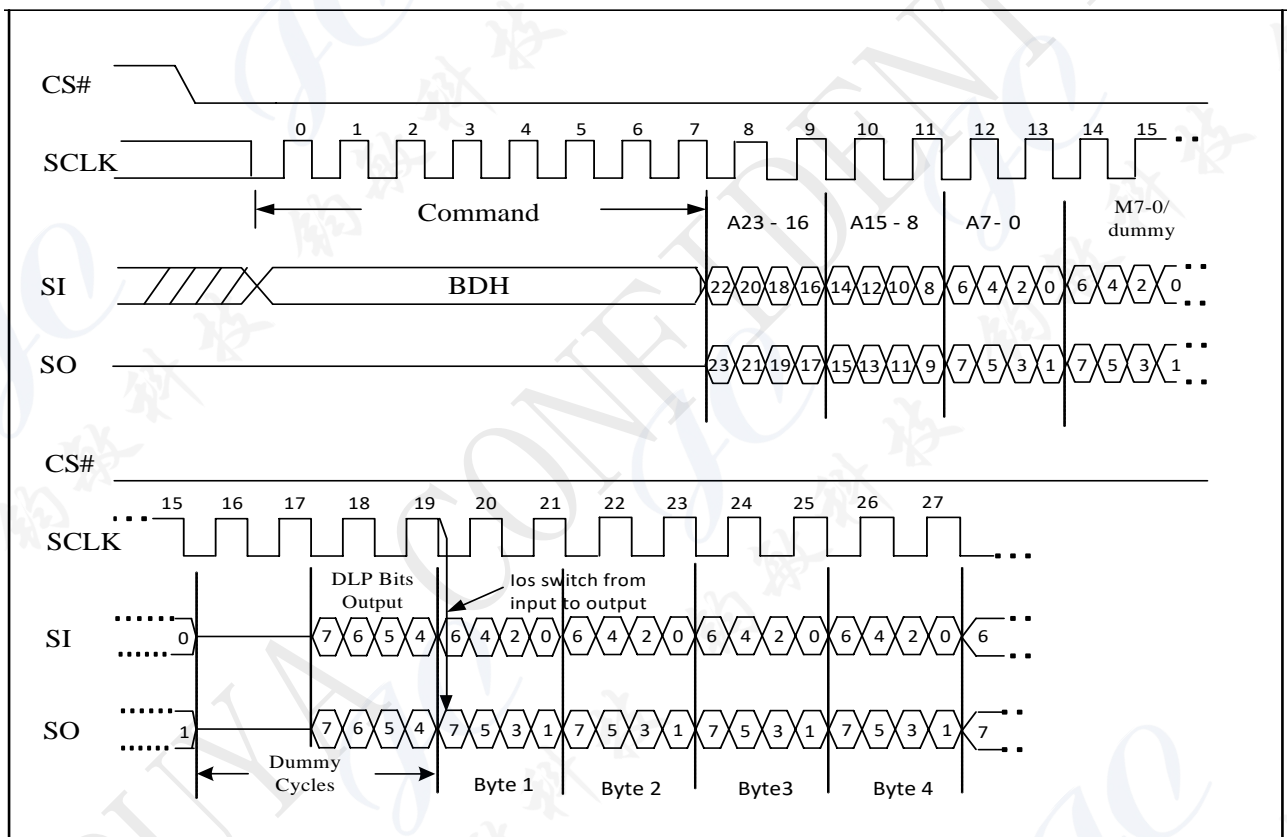 CS#
0 1 2 3 4 5 6 7 8 9 10 11 12 13 14 15
SCLK
Command
A23 - 16 A15 - 8 A7- 0 M7-0/
dummy
SI BDH 22 20 18 16 14 12 10 8 6 4 2 0 6 4 2 0
SO 23 21 19 17 15 13 11 9 7 5 3 1 7 5 3 1
CS#
15 16 17 18 19 20 21 22 23 24 25 26 27
SCLK
DLP Bits
Output
Ios switch from
input to output
SI 0 7 6 5 4 6 4 2 0 6 4 2 0 6 4 2 0 6 4 2 0 6
SO 1 7 6 5 4 7 5 3 1 7 5 3 1 7 5 3 1 7 5 3 1 7
Dummy
Cycles
Byte 1 Byte 2 Byte3 Byte 4
PUYA CONFIDENTI